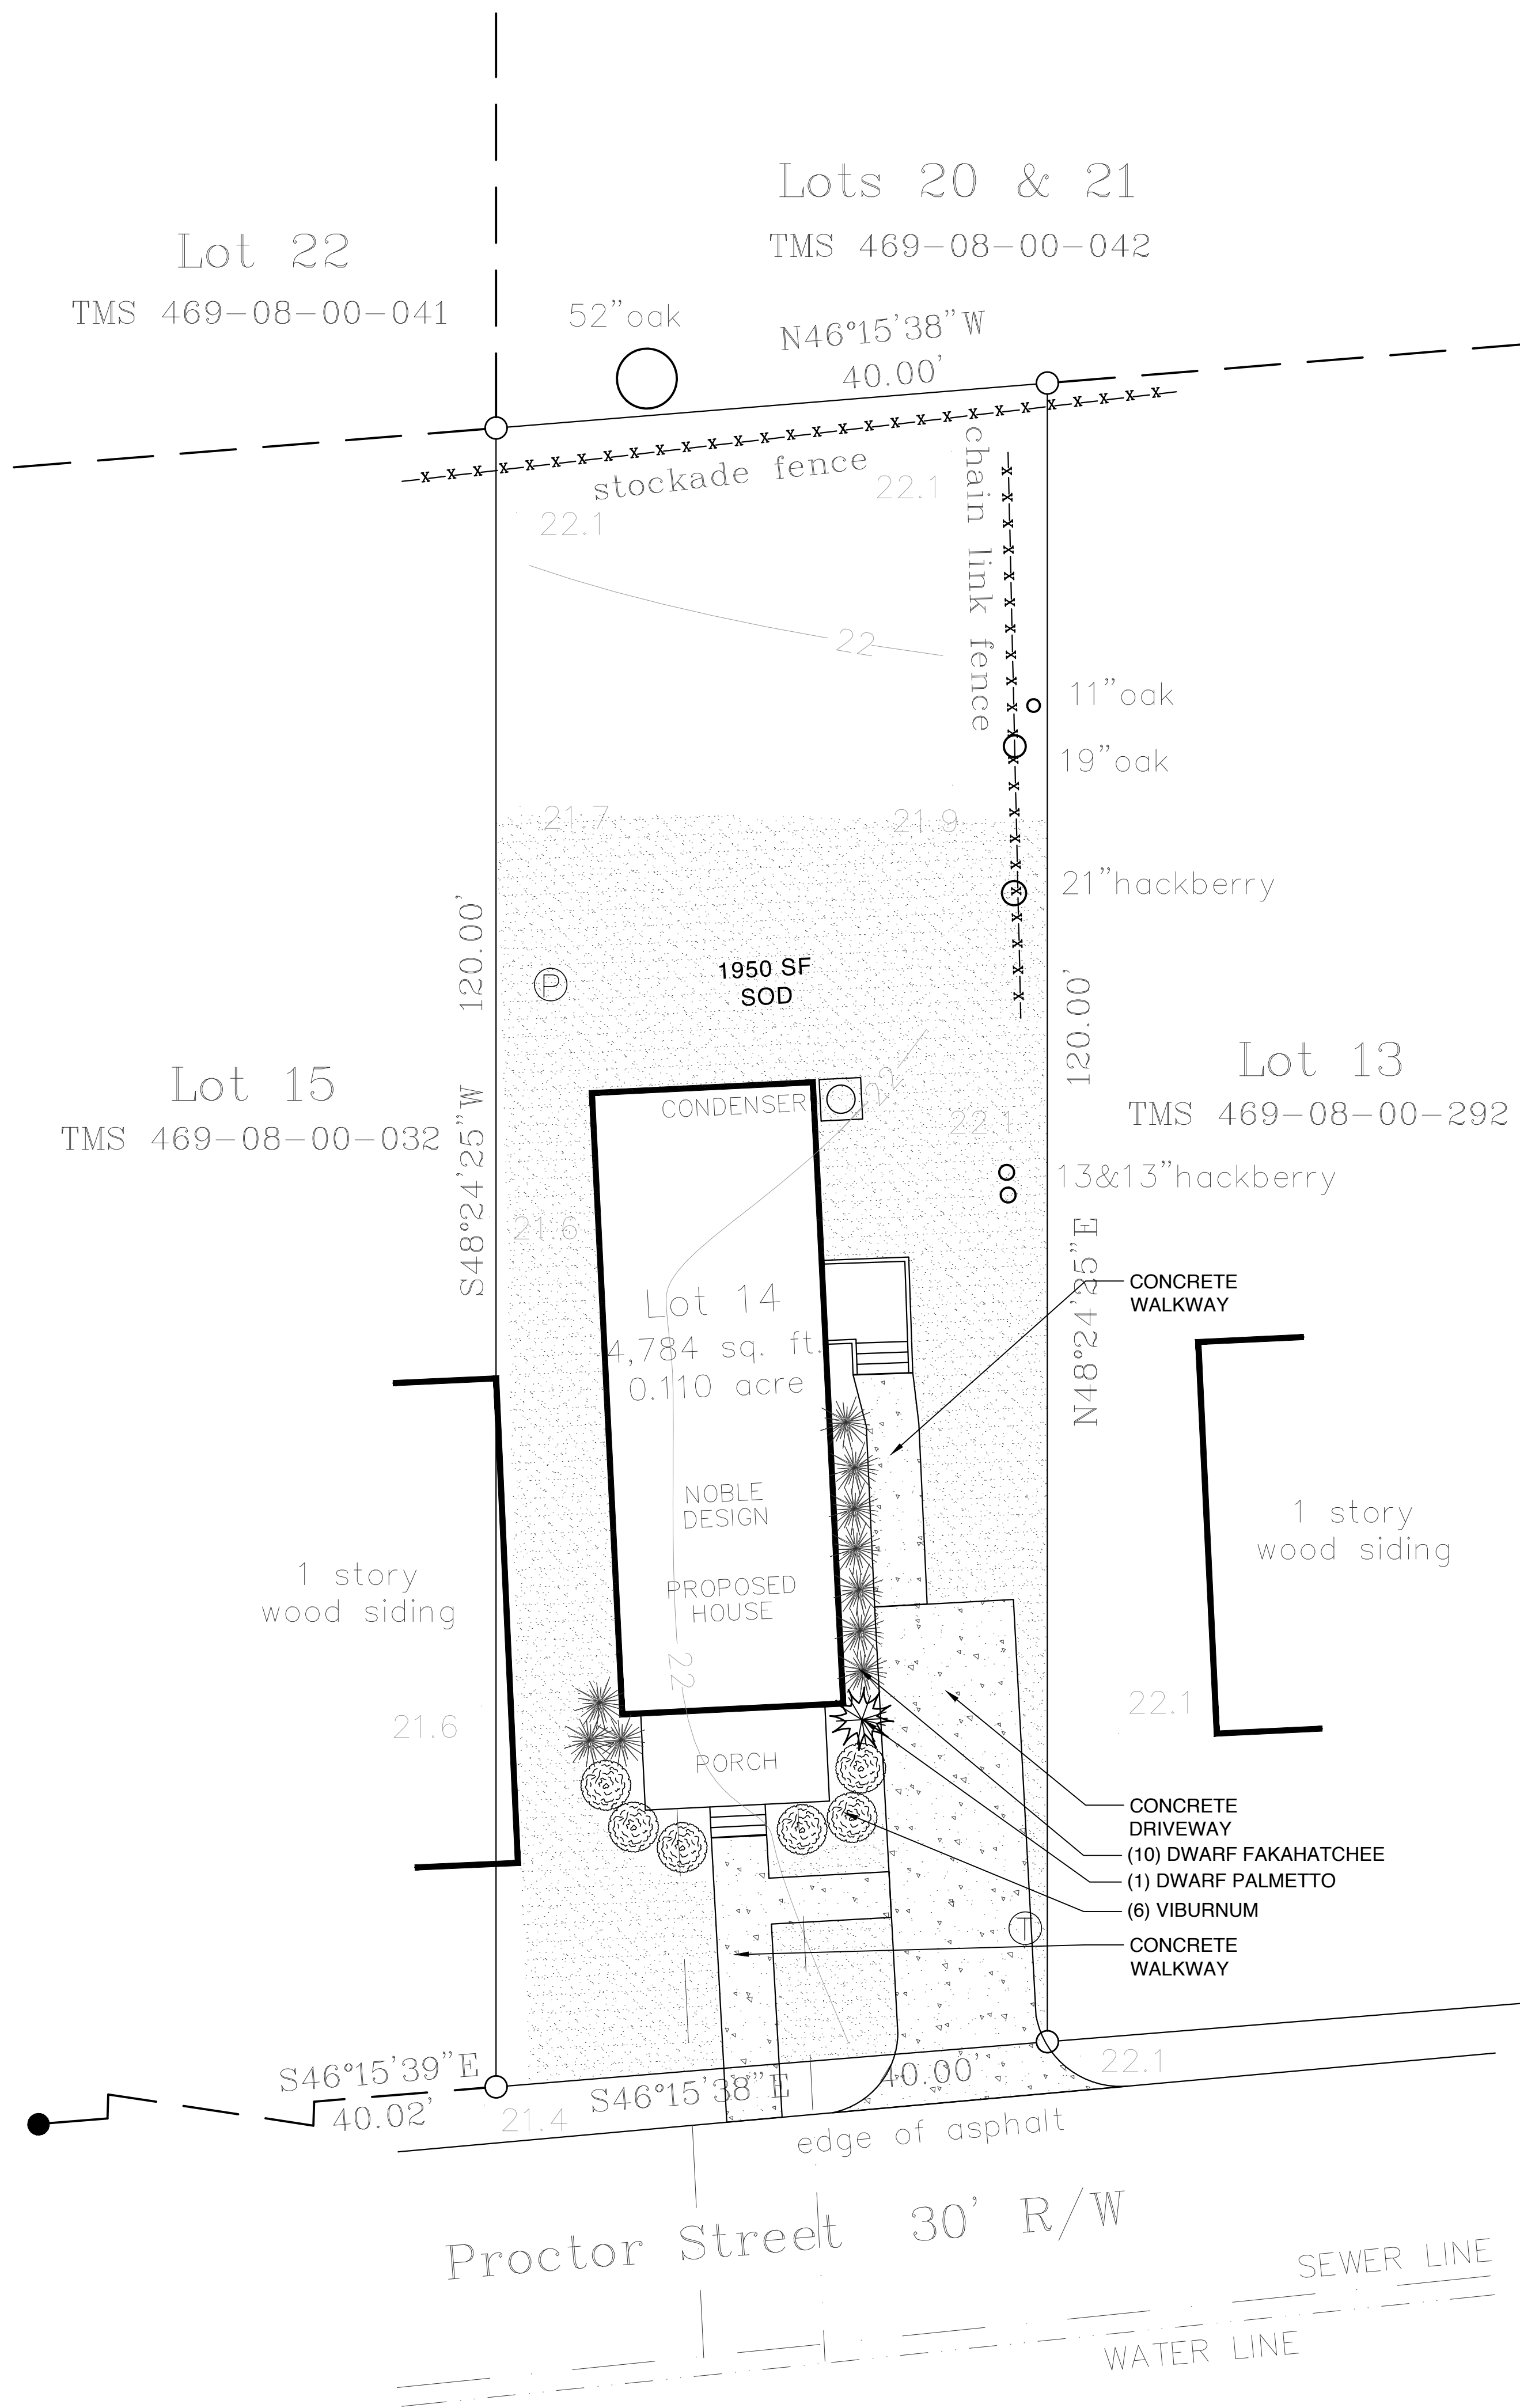 Lots 20 & 21
TMS 469-08-00-042
Lot 22
TMS 469-08-00-041
52"oak
N46°15'38"W
40.00'
stockade fence
chain link fence
22.1
22.1
22
11"oak
19"oak
21.7
21.9
21"hackberry
120.00'
S48°24'25"W
P
1950 SF
SOD
120.00'
N48°24'25"E
Lot 15
TMS 469-08-00-032
Lot 13
TMS 469-08-00-292
CONDENSER
22
22.1
13&13"hackberry
21.6
CONCRETE
WALKWAY
Lot 14
4,784 sq. ft.
0.110 acre
NOBLE
DESIGN
PROPOSED
HOUSE
1 story
wood siding
1 story
wood siding
22
21.6
22.1
PORCH
CONCRETE
DRIVEWAY
(10) DWARF FAKAHATCHEE
(1) DWARF PALMETTO
(6) VIBURNUM
T
CONCRETE
WALKWAY
S46°15'39"E
40.02'
S46°15'38"E
40.00'
22.1
21.4
edge of asphalt
Proctor Street 30' R/W
SEWER LINE
WATER LINE
x x x x x x x x x x x x x x x x x x x x x x x x x x x x x
x x x x x x x x x x x x x x x x x x x x x